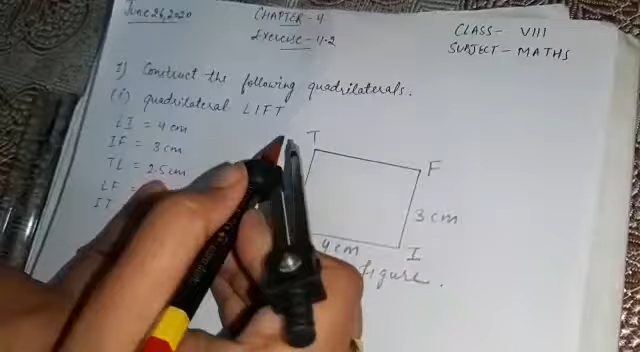 June 26, 2020
CHAPTER - 4
Exercise - 4.2
CLASS - VIII
SUBJECT - MATHS
1) Construct the following quadrilaterals.
(i) quadrilateral LIFT
LI = 4 cm
IF = 3 cm
TL = 2.5 cm
LF =
IT
T
F
3 cm
4 cm
I
figure.